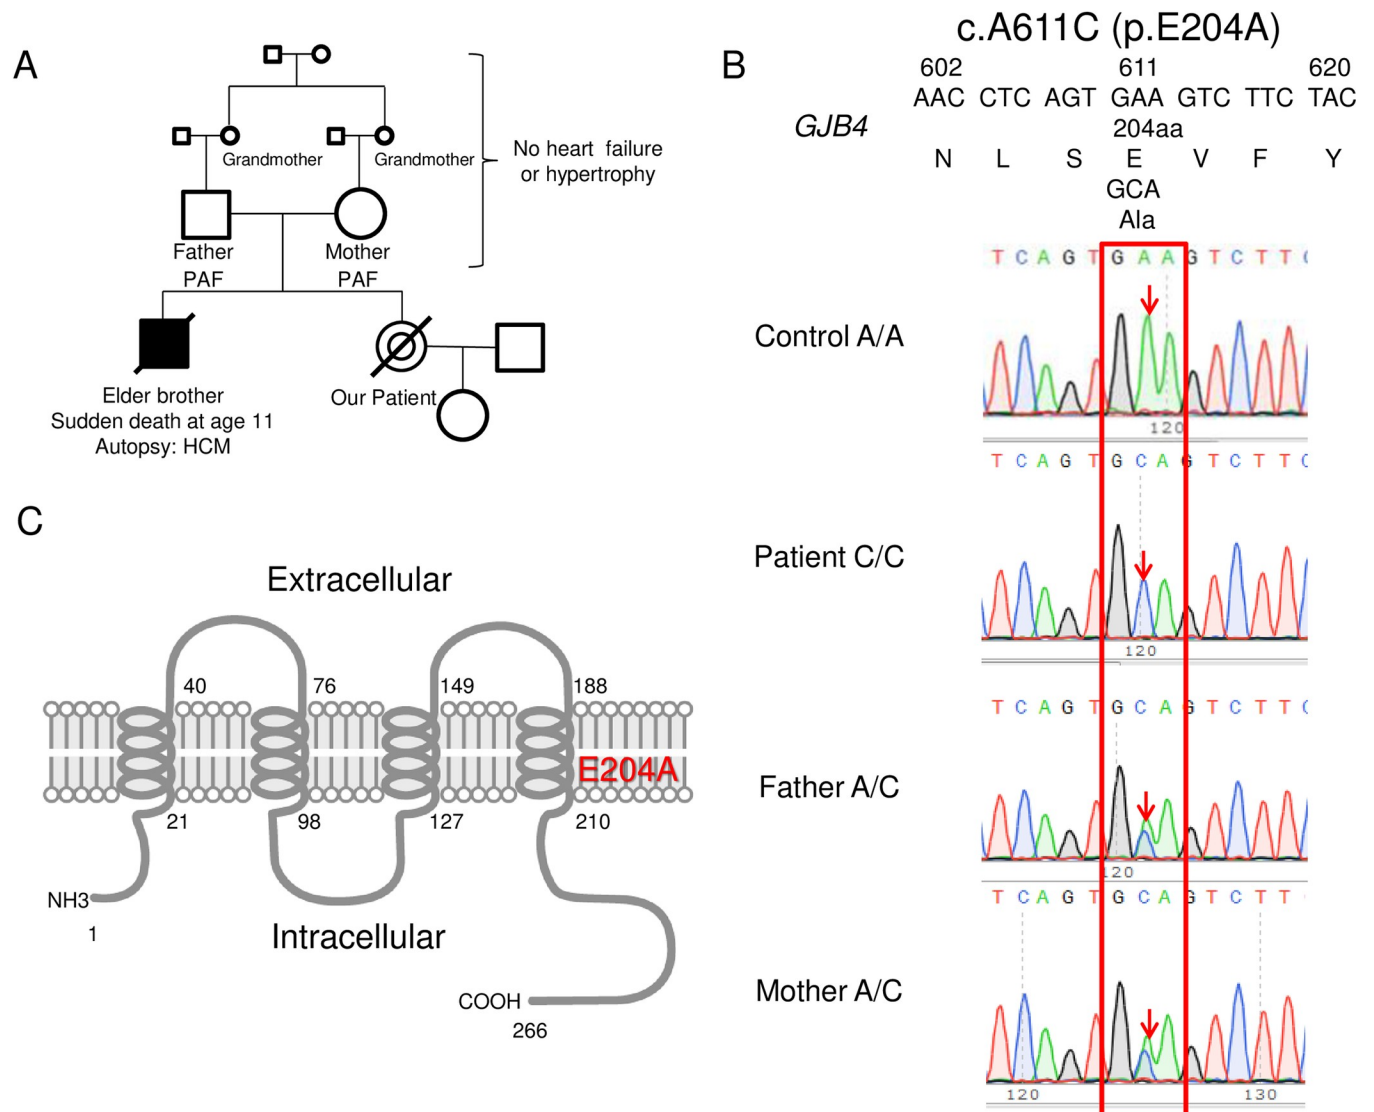 A
Grandmother
Grandmother
No heart failure
or hypertrophy
Father
Mother
PAF
PAF
Elder brother
Sudden death at age 11
Autopsy: HCM
Our Patient
B
c.A611C (p.E204A)
602 611 620
AAC CTC AGT GAA GTC TTC TAC
GJB4
204aa
N L S E V F Y
GCA
Ala
T C A G T G A A G T C T T C
Control A/A
120
T C A G T G C A G T C T T C
Patient C/C
120
T C A G T G C A G T C T T C
Father A/C
120
T C A G T G C A G T C T T
Mother A/C
120 130
C
Extracellular
40 76 149 188
E204A
21 98 127 210
NH3
1
Intracellular
COOH
266